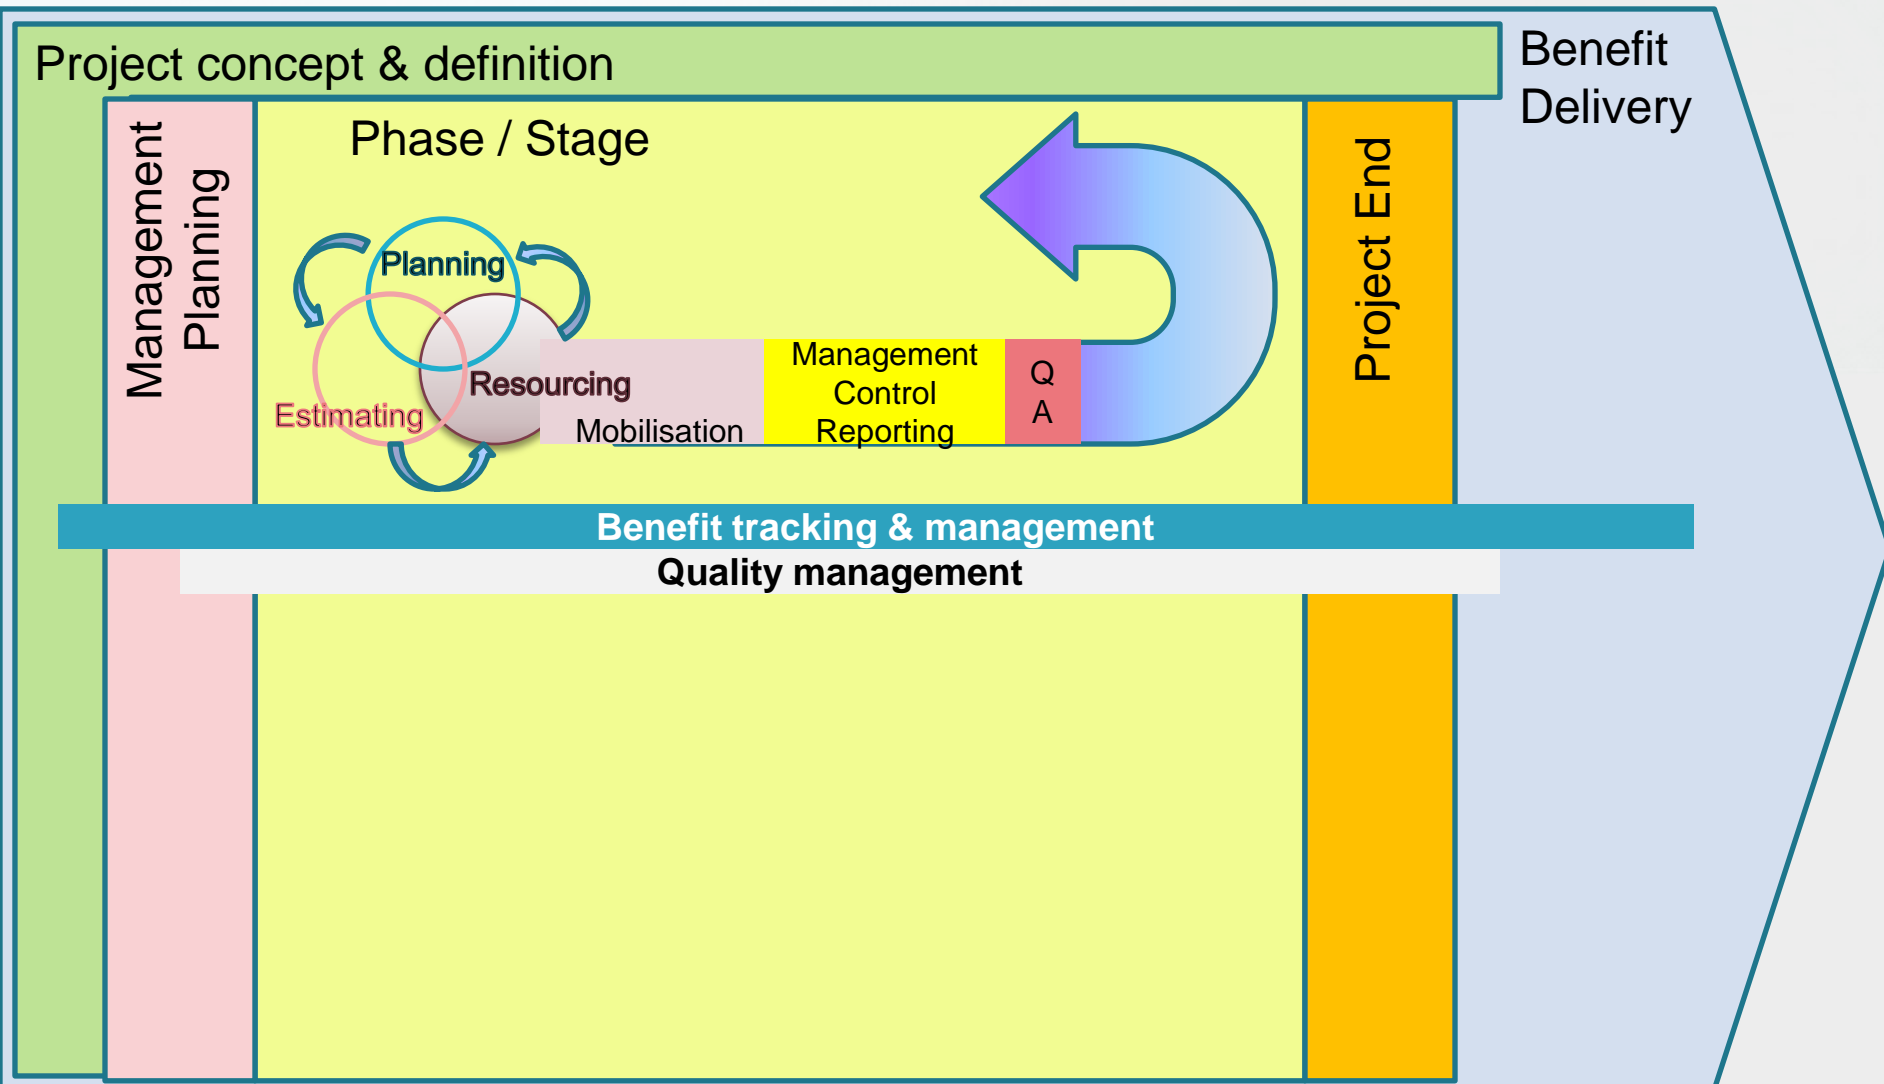 Project concept & definition
Benefit
Delivery
Management
Planning
Phase / Stage
Project End
Planning
Resourcing
Estimating
Mobilisation
Management
Control
Reporting
Q
A
Benefit tracking & management
Quality management